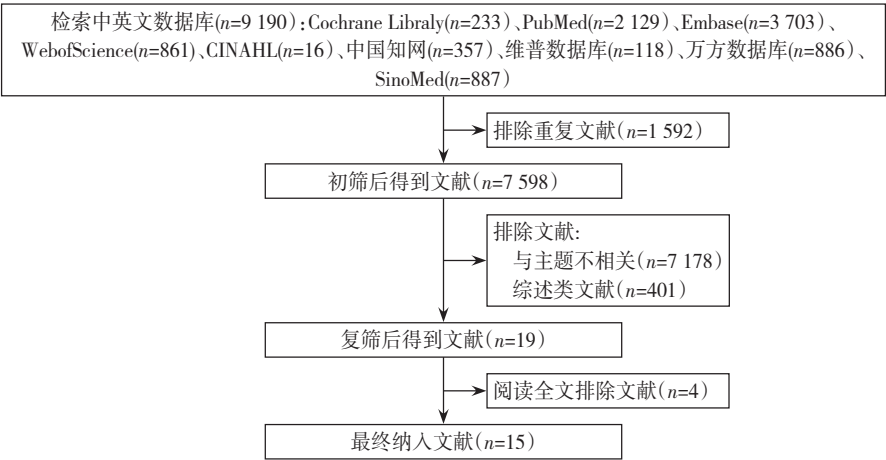 检索中英文数据库(n=9 190):Cochrane Libraly(n=233)、PubMed(n=2 129)、Embase(n=3 703)、
WebofScience(n=861)、CINAHL(n=16)、中国知网(n=357)、维普数据库(n=118)、万方数据库(n=886)、
SinoMed(n=887)
排除重复文献(n=1 592)
初筛后得到文献(n=7 598)
排除文献:
与主题不相关(n=7 178)
综述类文献(n=401)
复筛后得到文献(n=19)
阅读全文排除文献(n=4)
最终纳入文献(n=15)